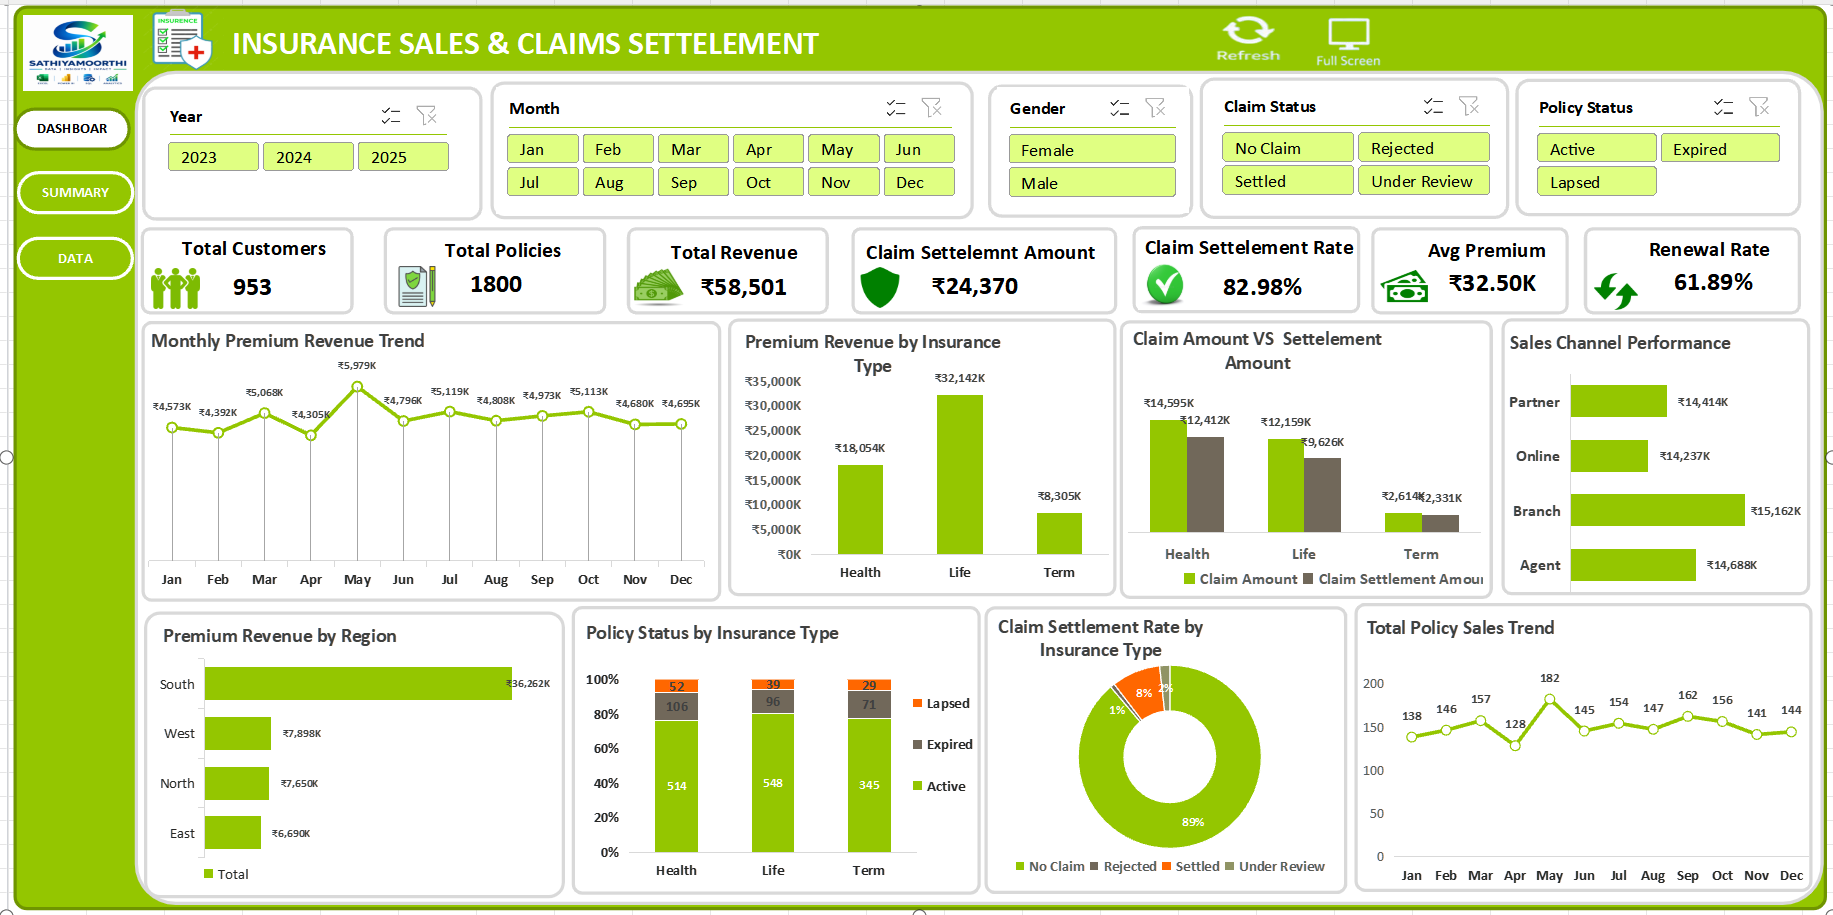 SATHIYAMOORTHI
INSURENCE
INSURANCE SALES & CLAIMS SETTELEMENT
Refresh
Full Screen
DASHBOAR
SUMMARY
DATA
Year
2023 2024 2025
Month
Jan Feb Mar Apr May Jun
Jul Aug Sep Oct Nov Dec
Gender
Female
Male
Claim Status
No Claim Rejected
Settled Under Review
Policy Status
Active Expired
Lapsed
Total Customers
953
Total Policies
1800
Total Revenue
₹58,501
Claim Settelemnt Amount
₹24,370
Claim Settelement Rate
82.98%
Avg Premium
₹32.50K
Renewal Rate
61.89%
Monthly Premium Revenue Trend
₹4,573K ₹4,392K ₹5,068K ₹4,305K ₹5,979K ₹4,796K ₹5,119K ₹4,808K ₹4,973K ₹5,113K ₹4,680K ₹4,695K
Jan Feb Mar Apr May Jun Jul Aug Sep Oct Nov Dec
Premium Revenue by Insurance
Type
₹35,000K
₹30,000K
₹25,000K
₹20,000K
₹15,000K
₹10,000K
₹5,000K
₹0K
₹18,054K ₹32,142K ₹8,305K
Health Life Term
Claim Amount VS Settelement
Amount
₹14,595K ₹12,412K ₹12,159K ₹9,626K ₹2,614K ₹2,331K
Health Life Term
Claim Amount Claim Settlement Amour
Sales Channel Performance
Partner ₹14,414K
Online ₹14,237K
Branch ₹15,162K
Agent ₹14,688K
Premium Revenue by Region
South ₹36,262K
West ₹7,898K
North ₹7,650K
East ₹6,690K
Total
Policy Status by Insurance Type
100%
80%
60%
40%
20%
0%
52 39 29
106 96 71
514 548 345
Health Life Term
Lapsed
Expired
Active
Claim Settlement Rate by
Insurance Type
1% 8% 2%
89%
No Claim Rejected Settled Under Review
Total Policy Sales Trend
200
150
100
50
0
138 146 157 128 182 145 154 147 162 156 141 144
Jan Feb Mar Apr May Jun Jul Aug Sep Oct Nov Dec